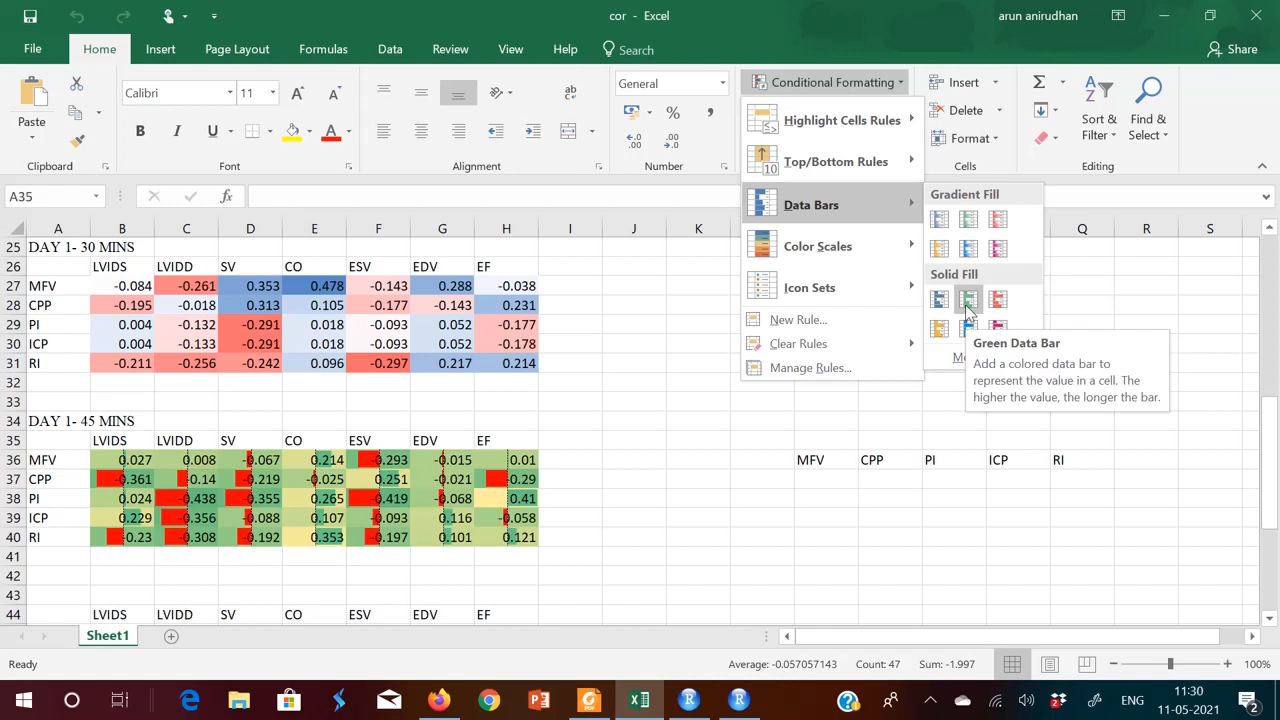 cor - Excel
arun anirudhan
File Home Insert Page Layout Formulas Data Review View Help Search Share
Paste
Calibri 11
B I U A
ab
c
General
% ,
Conditional Formatting
Insert
Delete
Format
Sort & Filter
Find & Select
Clipboard Font Alignment Number Cells Editing
Highlight Cells Rules
Top/Bottom Rules
Data Bars
Color Scales
Icon Sets
New Rule...
Clear Rules
Manage Rules...
Gradient Fill
Solid Fill
Green Data Bar
Add a colored data bar to
represent the value in a cell. The
higher the value, the longer the bar.
A35 fx
A B C D E F G H I J K Q R S
25 DAY 1- 30 MINS
26 LVIDS LVIDD SV CO ESV EDV EF
27 MFV -0.084 -0.261 0.353 0.478 -0.143 0.288 -0.038
28 CPP -0.195 -0.018 0.313 0.105 -0.177 -0.143 0.231
29 PI 0.004 -0.132 -0.291 0.018 -0.093 0.052 -0.177
30 ICP 0.004 -0.133 -0.291 0.018 -0.093 0.052 -0.178
31 RI -0.211 -0.256 -0.242 0.096 -0.297 0.217 0.214
32
33
34 DAY 1- 45 MINS
35 LVIDS LVIDD SV CO ESV EDV EF
36 MFV 0.027 0.008 -0.067 0.214 -0.293 -0.015 0.01 MFV CPP PI ICP RI
37 CPP -0.361 -0.14 -0.219 -0.025 0.251 -0.021 -0.29
38 PI 0.024 -0.438 -0.355 0.265 -0.419 -0.068 0.41
39 ICP 0.229 -0.356 -0.088 0.107 -0.093 0.116 -0.058
40 RI -0.23 -0.308 -0.192 0.353 -0.197 0.101 0.121
41
42
43
44 LVIDS LVIDD SV CO ESV EDV EF
Sheet1
Ready Average: -0.057057143 Count: 47 Sum: -1.997 100%
ENG 11:30
11-05-2021 2